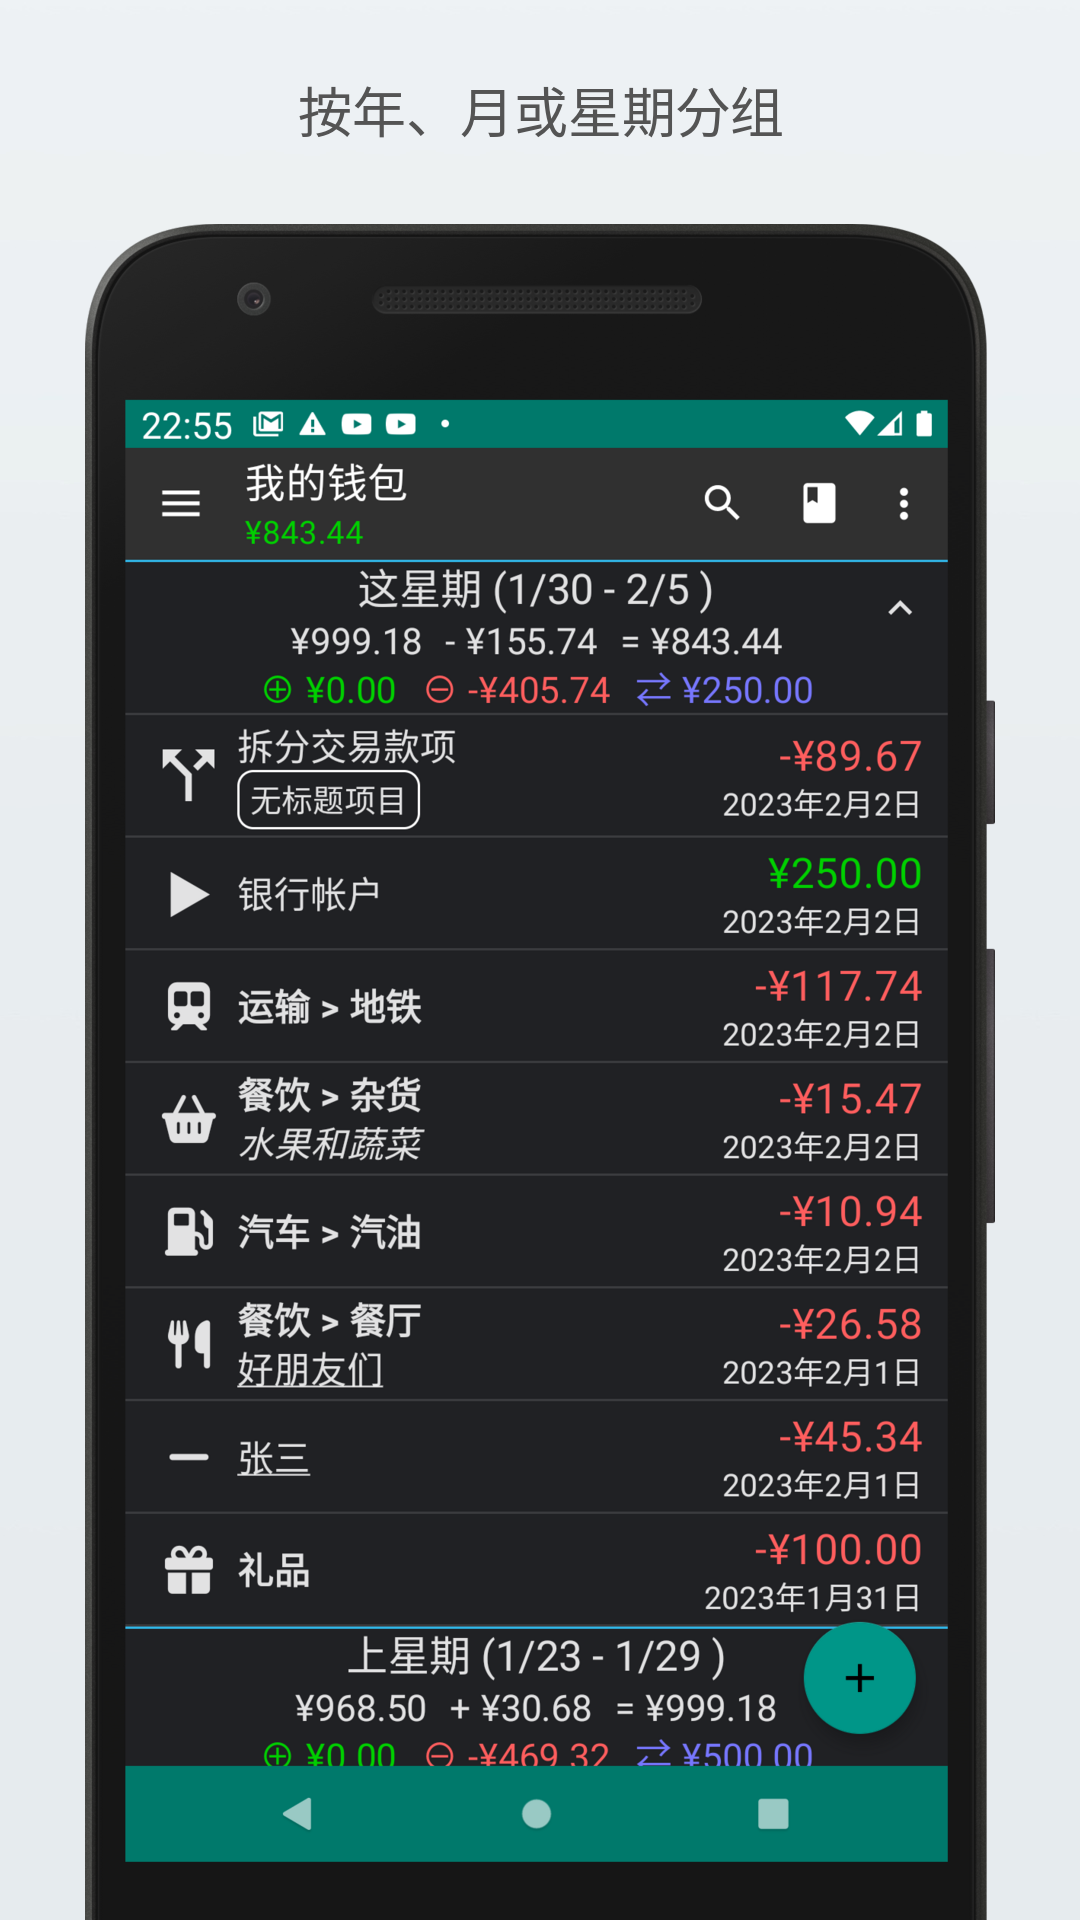 按年、月或星期分组
22:55
我的钱包
¥843.44
这星期 (1/30 - 2/5 )
¥999.18 - ¥155.74 = ¥843.44
¥0.00 -¥405.74 ¥250.00
拆分交易款项
-¥89.67
无标题项目
2023年2月2日
银行帐户
¥250.00
2023年2月2日
运输 > 地铁
-¥117.74
2023年2月2日
餐饮 > 杂货
-¥15.47
水果和蔬菜
2023年2月2日
汽车 > 汽油
-¥10.94
2023年2月2日
餐饮 > 餐厅
-¥26.58
好朋友们
2023年2月1日
张三
-¥45.34
2023年2月1日
礼品
-¥100.00
2023年1月31日
上星期 (1/23 - 1/29 )
¥968.50 + ¥30.68 = ¥999.18
¥0.00 -¥469.32 ¥500.00